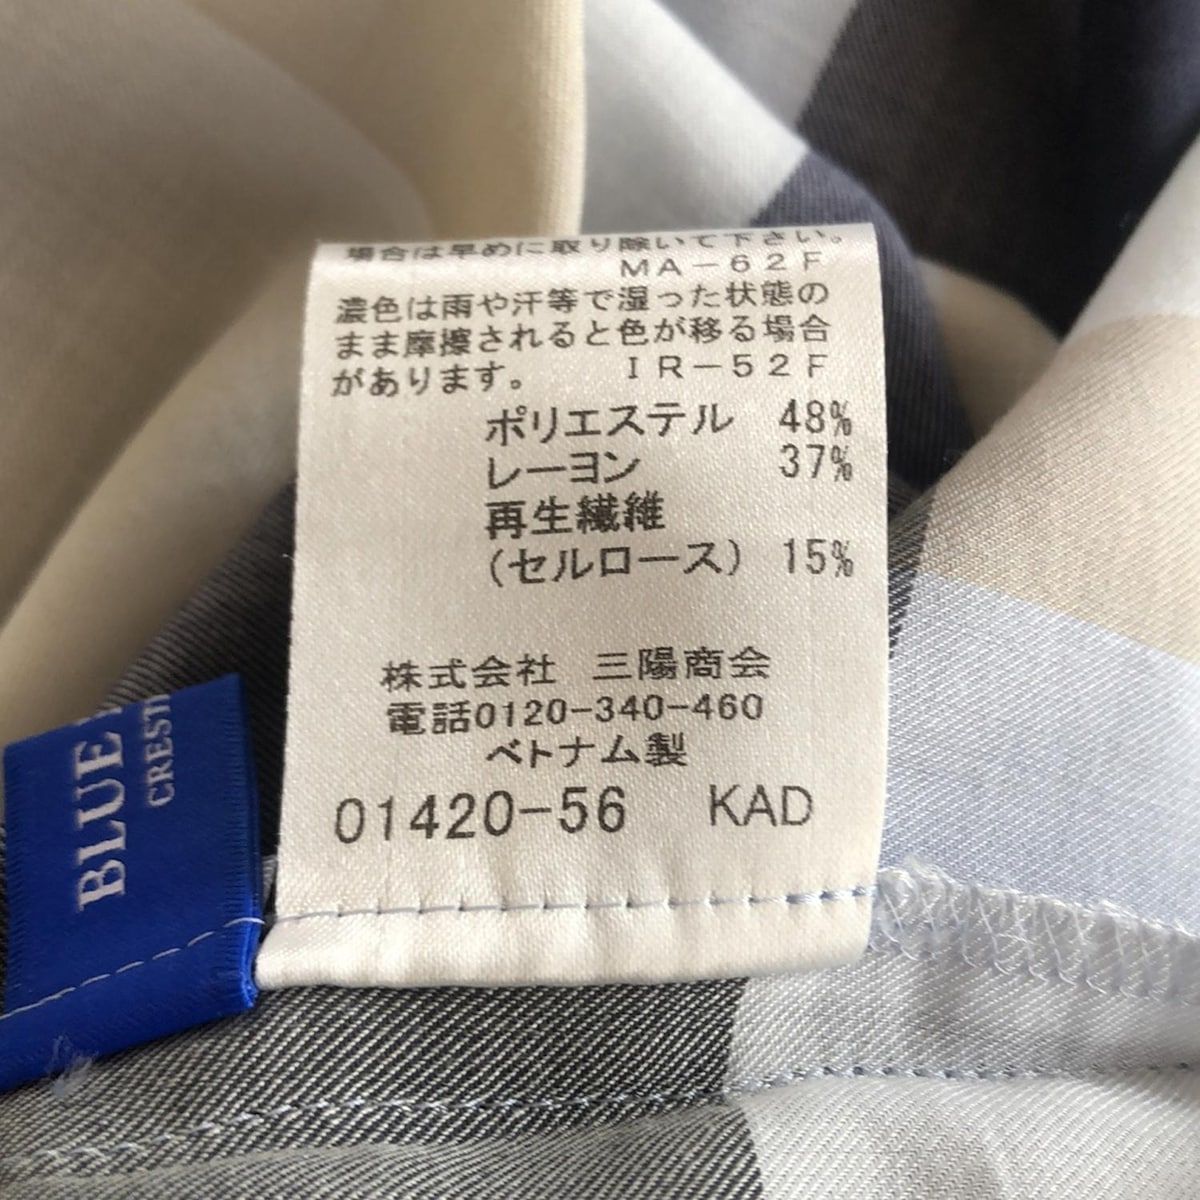 場合は早めに取り除いて下さい。
MA-62F
濃色は雨や汗等で湿った状態の
まま摩擦されると色が移る場合
があります。 IR-52F
ポリエステル 48%
レーヨン 37%
再生繊維
(セルロース) 15%
株式会社 三陽商会
電話0120-340-460
ベトナム製
01420-56 KAD
BLUE